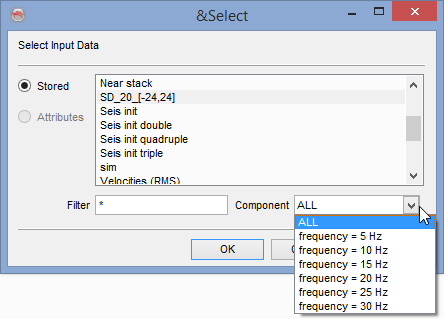 &Select
Select Input Data
Stored
Attributes
Near stack
SD_20_[-24,24]
Seis init
Seis init double
Seis init quadruple
Seis init triple
sim
Velocities (RMS)
Filter * Component ALL
ALL
frequency = 5 Hz
frequency = 10 Hz
frequency = 15 Hz
frequency = 20 Hz
frequency = 25 Hz
frequency = 30 Hz
OK